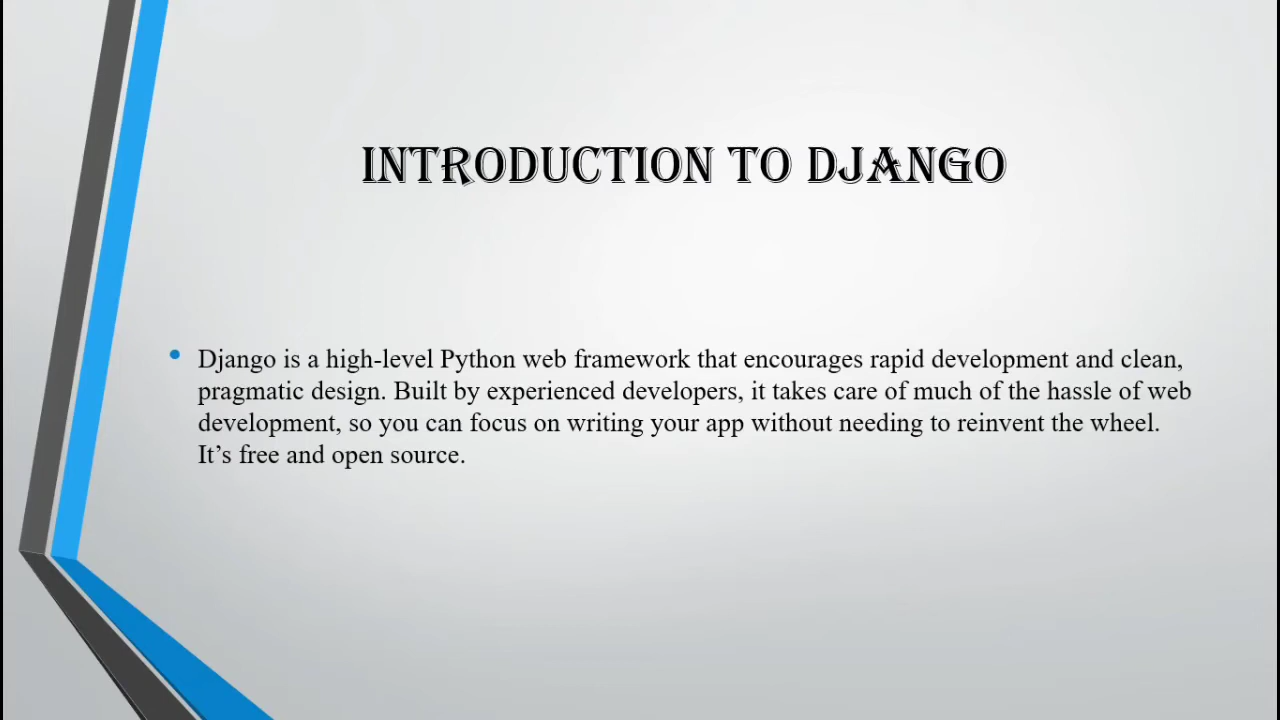 INTRODUCTION TO DJANGO
• Django is a high-level Python web framework that encourages rapid development and clean,
pragmatic design. Built by experienced developers, it takes care of much of the hassle of web
development, so you can focus on writing your app without needing to reinvent the wheel.
It’s free and open source.